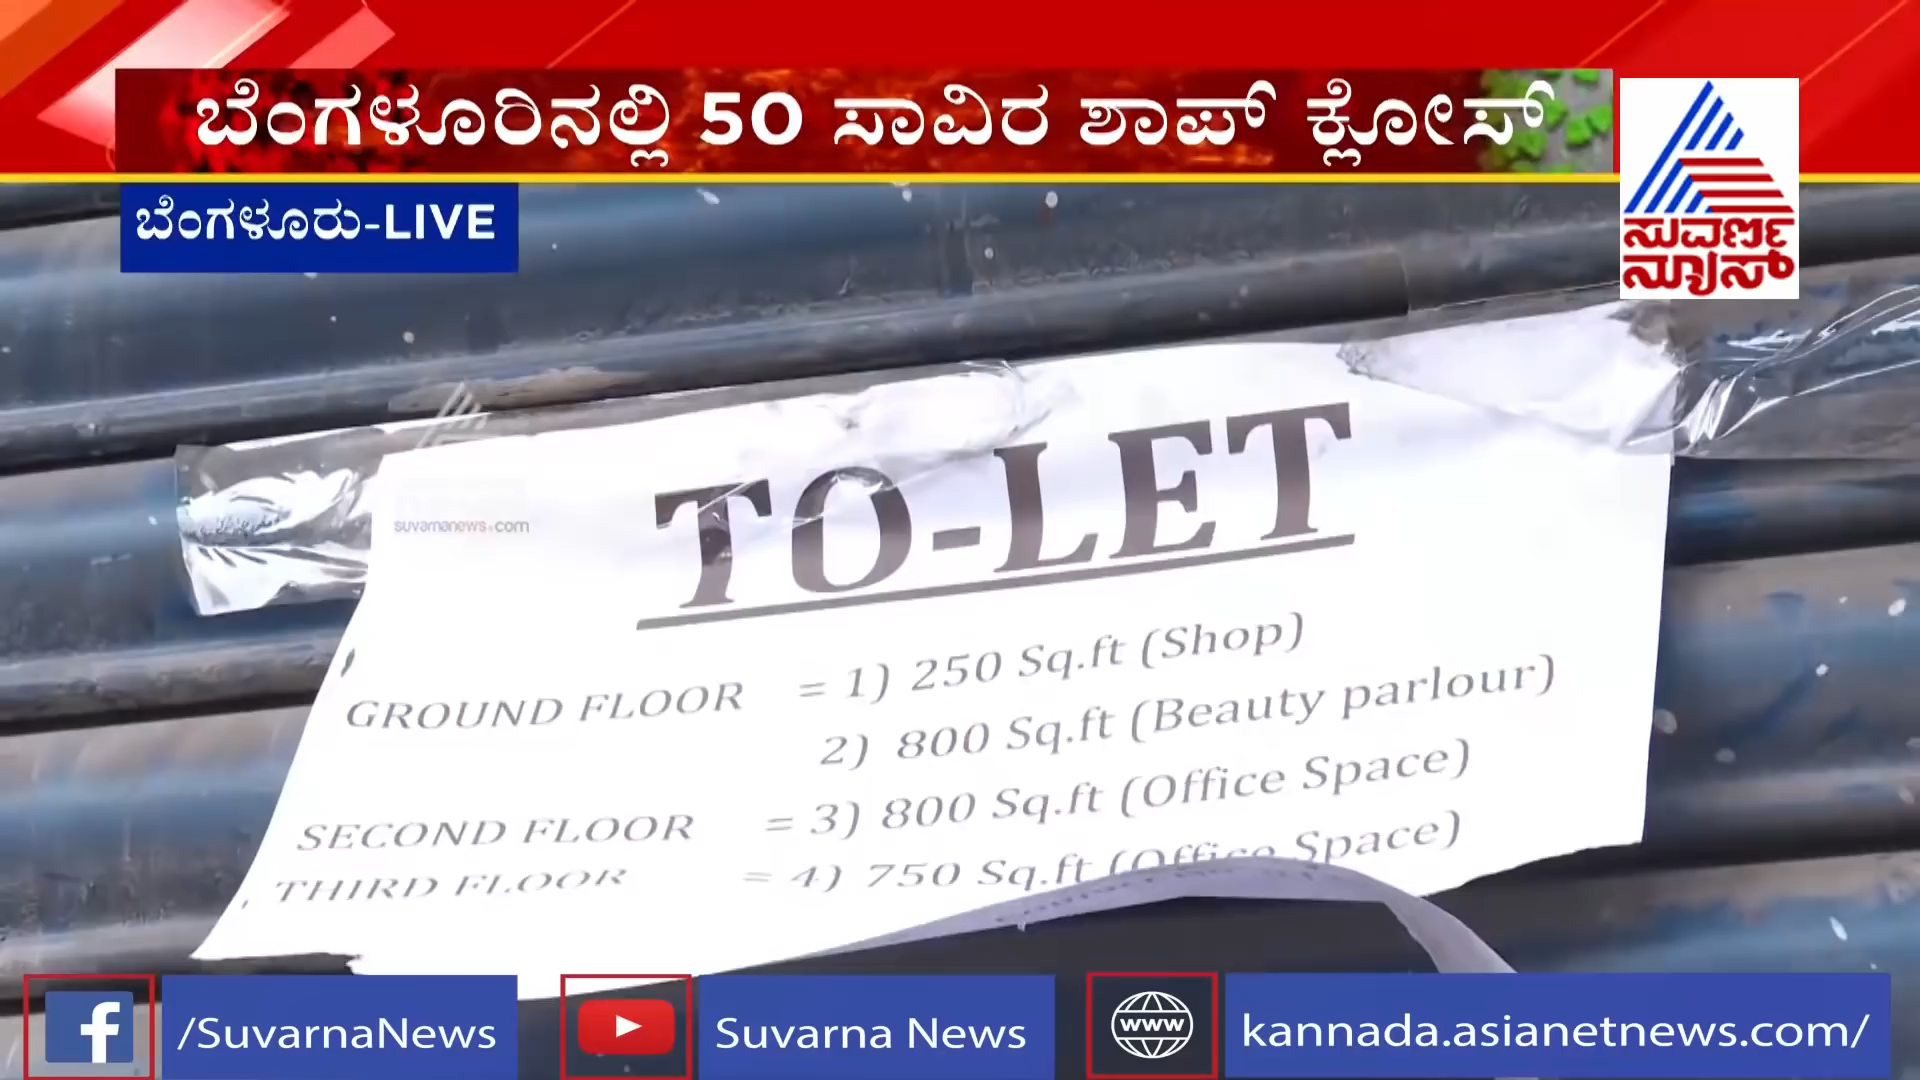 ಬೆಂಗಳೂರಿನಲ್ಲಿ 50 ಸಾವಿರ ಶಾಪ್ ಕ್ಲೋಸ್
ಬೆಂಗಳೂರು-LIVE
ಸುವರ್ಣ
ನ್ಯೂಸ್
suvarnanews.com
TO-LET
GROUND FLOOR = 1) 250 Sq.ft (Shop)
2) 800 Sq.ft (Beauty parlour)
SECOND FLOOR = 3) 800 Sq.ft (Office Space)
THIRD FLOOR = 4) 750 Sq.ft (Office Space)
f /SuvarnaNews
Suvarna News
www kannada.asianetnews.com/